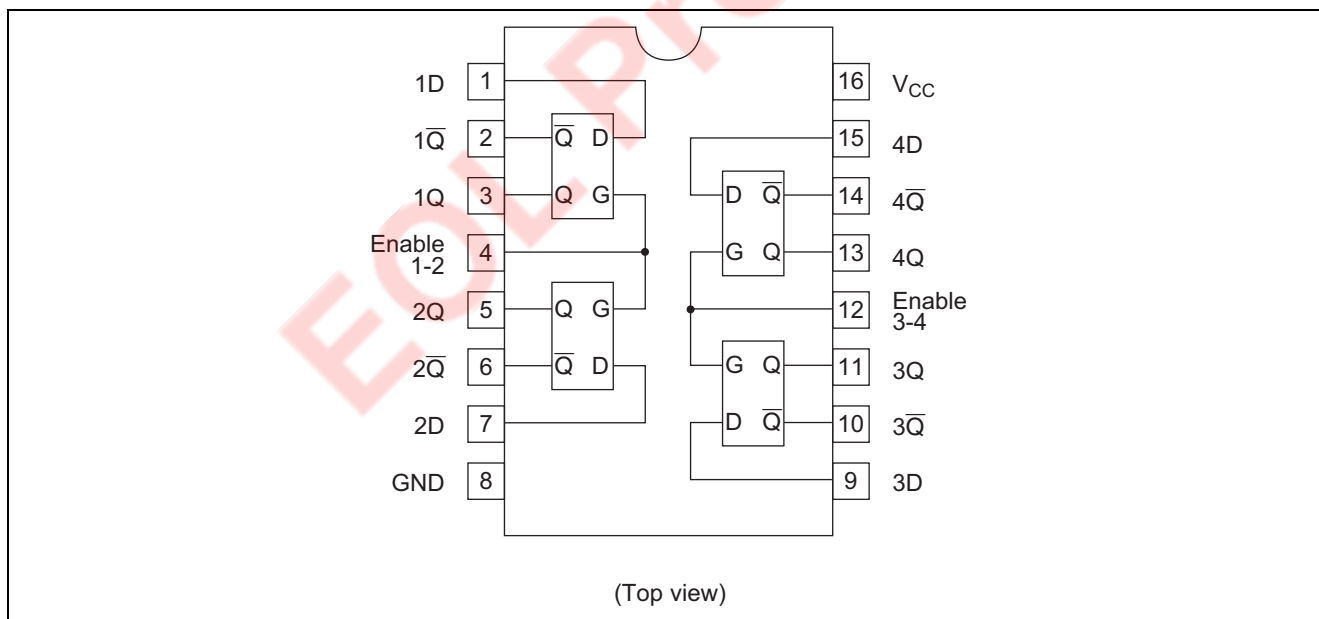 EOL Pro
1D 1
1Q̅ 2
1Q 3
Enable
1-2 4
2Q 5
2Q̅ 6
2D 7
GND 8
Q̅ D
Q G
Q G
Q̅ D
D Q̅
G Q
G Q
D Q̅
16 VCC
15 4D
14 4Q̅
13 4Q
12 Enable
3-4
11 3Q
10 3Q̅
9 3D
(Top view)